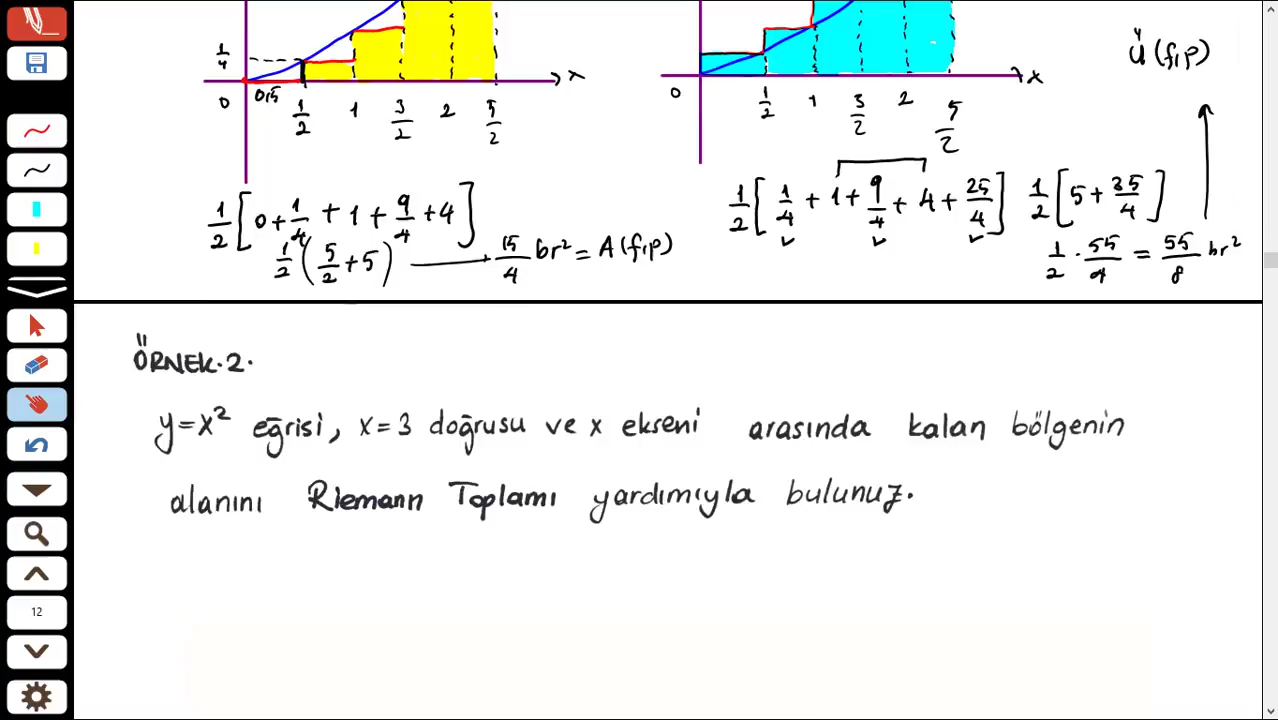 1/4
x
0 0,5 1/2 1 3/2 2 5/2
1/2[0+1/4+1+9/4+4]
1/2(5/2+5) 15/4 br² = A(f,p)
Ü(f,p)
x
0 1/2 1 3/2 2 5/2
1/2[1/4+1+9/4+4+25/4] 1/2[5+35/4]
1/2 · 55/4 = 55/8 br²
ÖRNEK.2.
y=x² eğrisi, x=3 doğrusu ve x ekseni arasında kalan bölgenin
alanını Riemann Toplamı yardımıyla bulunuz.
12